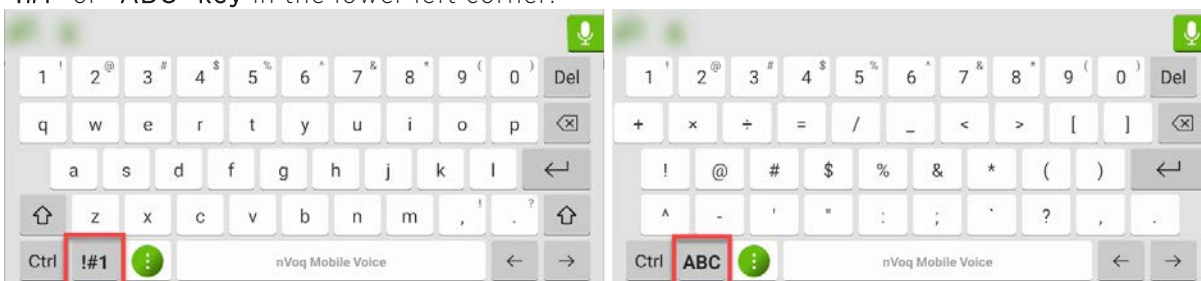 "!#1" or "ABC" key in the lower left corner.
1 ! 2 @ 3 # 4 $ 5 % 6 ^ 7 & 8 * 9 ( 0 ) Del
q w e r t y u i o p
a s d f g h j k l
z x c v b n m , ! . ?
Ctrl !#1 nVoq Mobile Voice ← →
1 ! 2 @ 3 # 4 $ 5 % 6 ^ 7 & 8 * 9 ( 0 ) Del
+ × ÷ = / _ < > [ ]
! @ # $ % & * ( )
^ - ' " : ; ` ? , .
Ctrl ABC nVoq Mobile Voice ← →